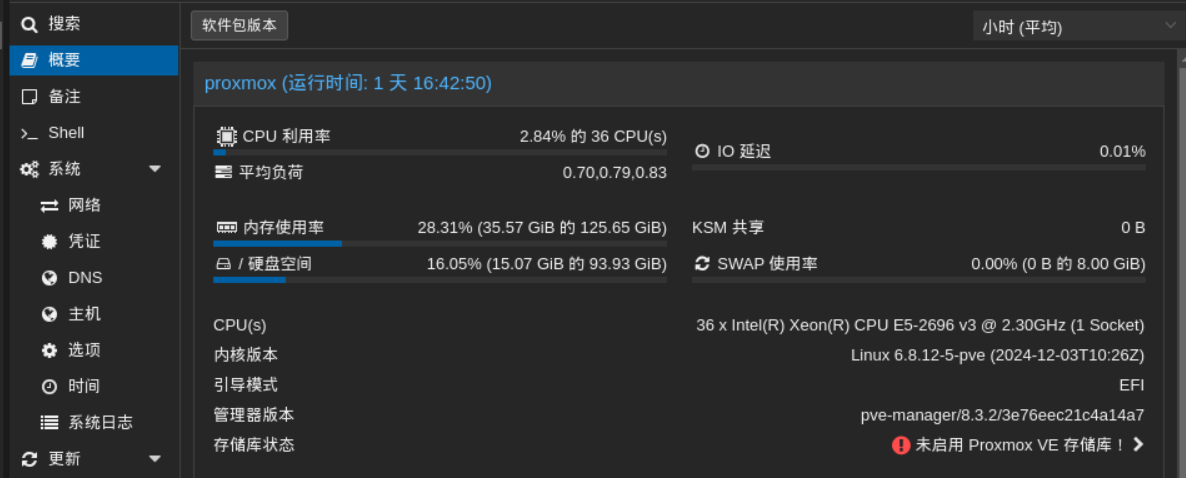 搜索
概要
备注
Shell
系统
网络
凭证
DNS
主机
选项
时间
系统日志
更新
软件包版本
小时 (平均)
proxmox (运行时间: 1 天 16:42:50)
CPU 利用率 2.84% 的 36 CPU(s)
IO 延迟 0.01%
平均负荷 0.70,0.79,0.83
内存使用率 28.31% (35.57 GiB 的 125.65 GiB)
KSM 共享 0 B
/ 硬盘空间 16.05% (15.07 GiB 的 93.93 GiB)
SWAP 使用率 0.00% (0 B 的 8.00 GiB)
CPU(s) 36 x Intel(R) Xeon(R) CPU E5-2696 v3 @ 2.30GHz (1 Socket)
内核版本 Linux 6.8.12-5-pve (2024-12-03T10:26Z)
引导模式 EFI
管理器版本 pve-manager/8.3.2/3e76eec21c4a14a7
存储库状态 未启用 Proxmox VE 存储库！